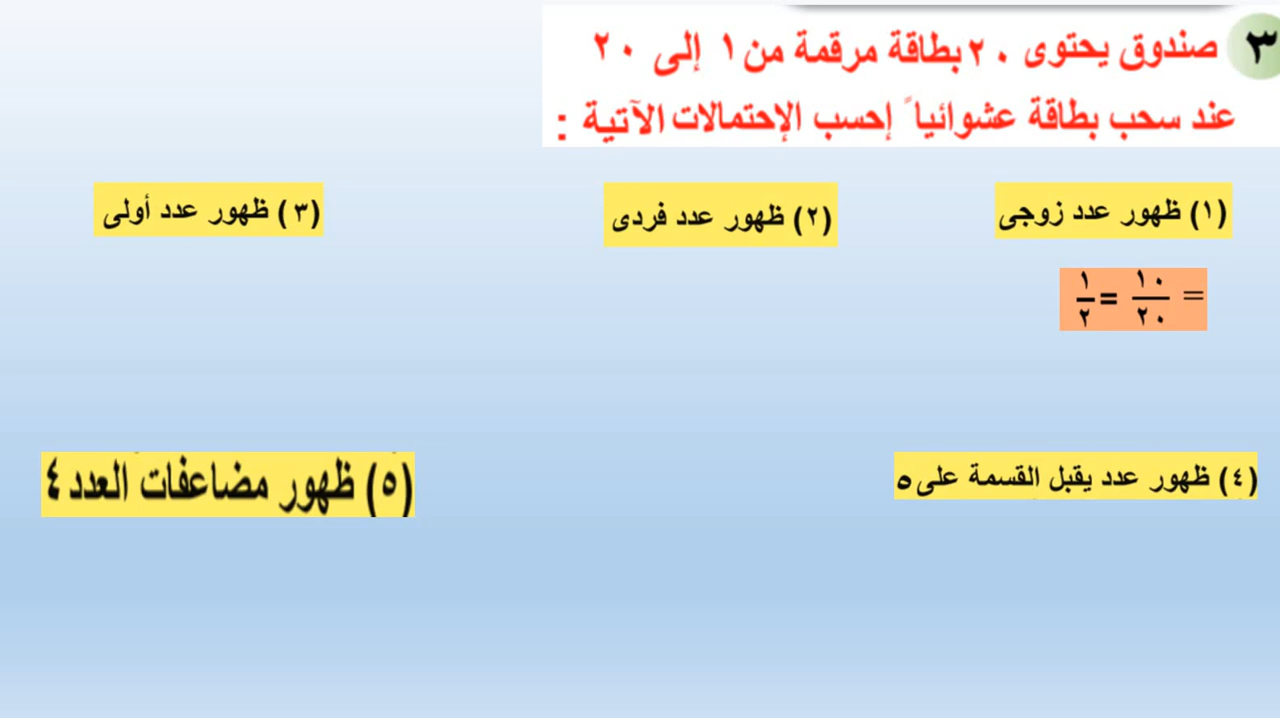 ٣
صندوق يحتوى ٢٠ بطاقة مرقمة من ١ إلى ٢٠
عند سحب بطاقة عشوائياً إحسب الإحتمالات الآتية :
(١) ظهور عدد زوجى
(٢) ظهور عدد فردى
(٣) ظهور عدد أولى
= ١٠/٢٠ = ١/٢
(٤) ظهور عدد يقبل القسمة على ٥
(٥) ظهور مضاعفات العدد ٤